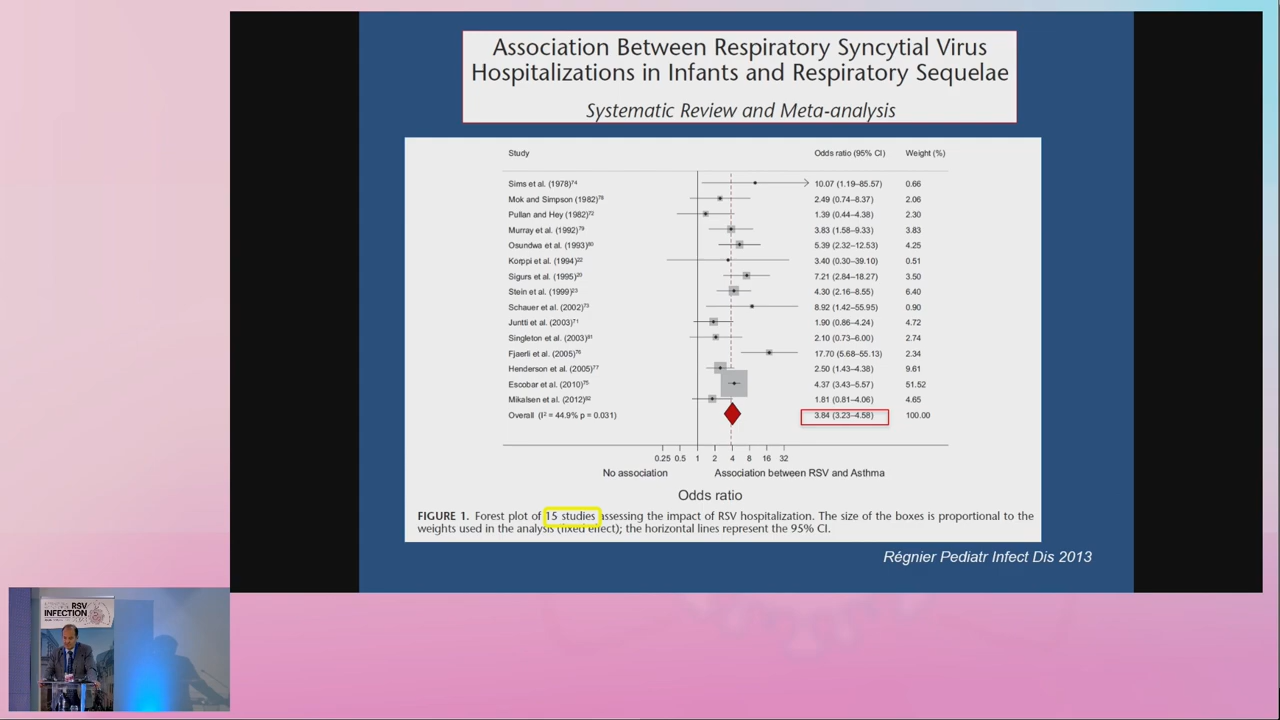 Association Between Respiratory Syncytial Virus
Hospitalizations in Infants and Respiratory Sequelae
Systematic Review and Meta-analysis
Study Odds ratio (95% CI) Weight (%)
Sims et al. (1978)74 10.07 (1.19–85.57) 0.66
Mok and Simpson (1982)78 2.49 (0.74–8.37) 2.06
Pullan and Hey (1982)72 1.39 (0.44–4.38) 2.30
Murray et al. (1992)79 3.83 (1.58–9.33) 3.83
Osundwa et al. (1993)80 5.39 (2.32–12.53) 4.25
Korppi et al. (1994)22 3.40 (0.30–39.10) 0.51
Sigurs et al. (1995)20 7.21 (2.84–18.27) 3.50
Stein et al. (1999)23 4.30 (2.16–8.55) 6.40
Schauer et al. (2002)73 8.92 (1.42–55.95) 0.90
Juntti et al. (2003)71 1.90 (0.86–4.24) 4.72
Singleton et al. (2003)81 2.10 (0.73–6.00) 2.74
Fjaerli et al. (2005)76 17.70 (5.68–55.13) 2.34
Henderson et al. (2005)77 2.50 (1.43–4.38) 9.61
Escobar et al. (2010)75 4.37 (3.43–5.57) 51.52
Mikalsen et al. (2012)82 1.81 (0.81–4.06) 4.65
Overall (I² = 44.9% p = 0.031) 3.84 (3.23–4.58) 100.00
0.25 0.5 1 2 4 8 16 32
No association Association between RSV and Asthma
Odds ratio
FIGURE 1. Forest plot of 15 studies assessing the impact of RSV hospitalization. The size of the boxes is proportional to the
weights used in the analysis (fixed effect); the horizontal lines represent the 95% CI.
Régnier Pediatr Infect Dis 2013
RSV
INFECTION